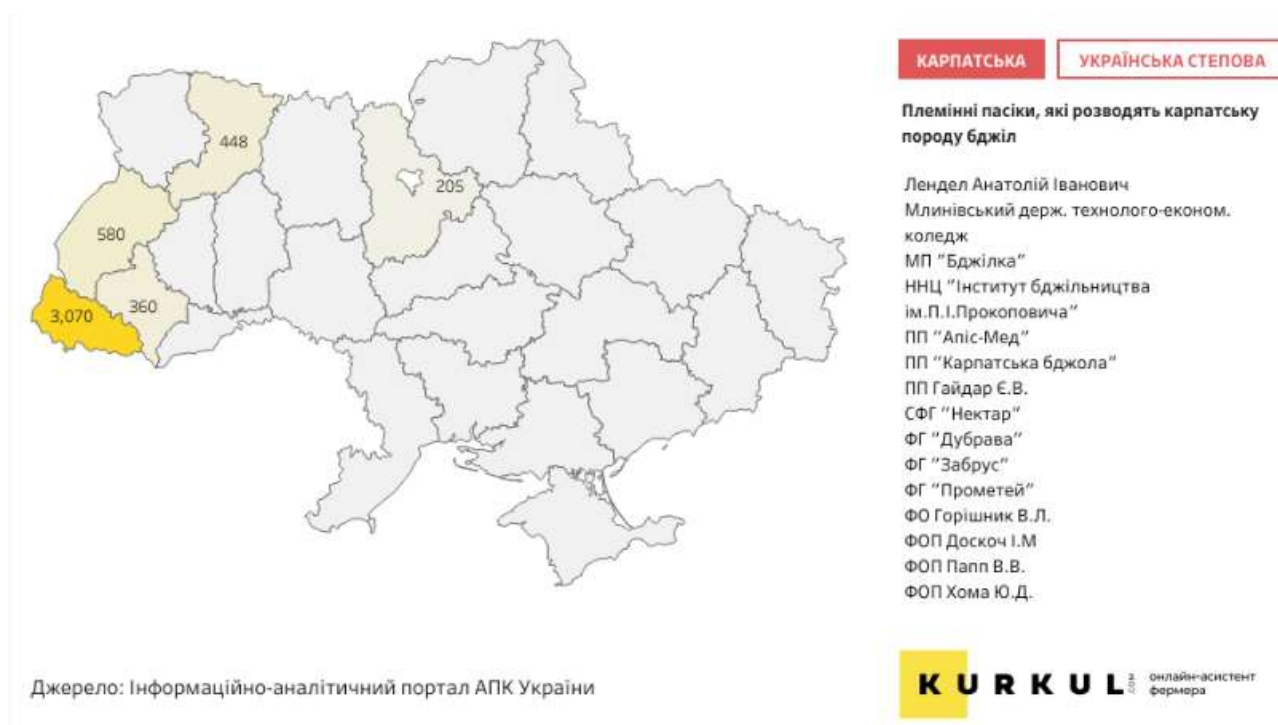 КАРПАТСЬКА
УКРАЇНСЬКА СТЕПОВА
Племінні пасіки, які розводять карпатську
породу бджіл
Лендел Анатолій Іванович
Млинівський держ. технолого-економ.
коледж
МП "Бджілка"
ННЦ "Інститут бджільництва
ім.П.І.Прокоповича"
ПП "Апіс-Мед"
ПП "Карпатська бджола"
ПП Гайдар Є.В.
СФГ "Нектар"
ФГ "Дубрава"
ФГ "Забрус"
ФГ "Прометей"
ФО Горішник В.Л.
ФОП Доскоч І.М
ФОП Папп В.В.
ФОП Хома Ю.Д.
448
205
580
360
3,070
Джерело: Інформаційно-аналітичний портал АПК України
KURKUL
.com
онлайн-асистент
фермера